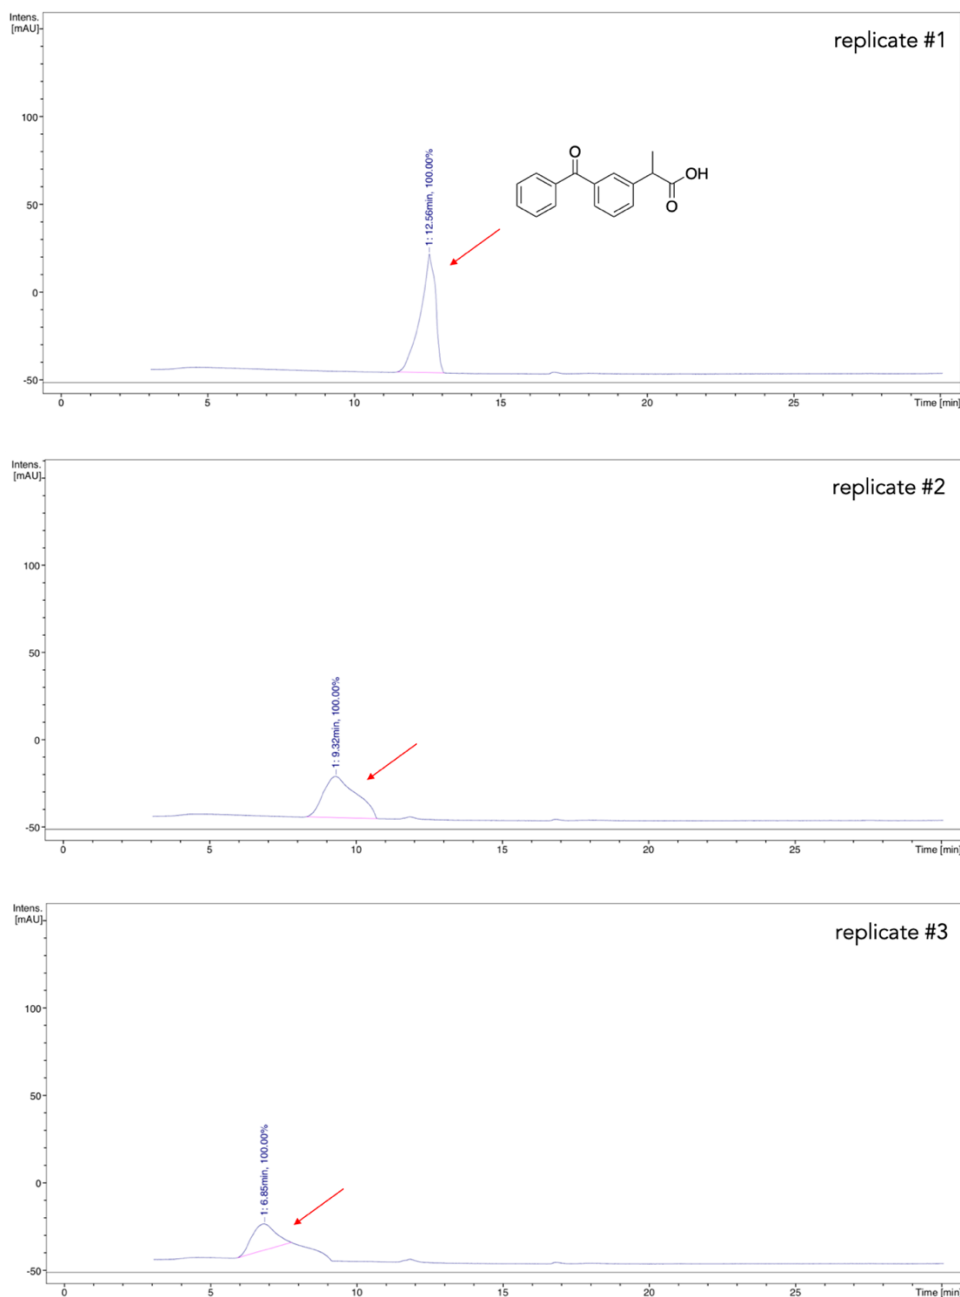 Intens.
[mAU]
replicate #1
100
50
0
-50
1: 12.56min, 100.00%
O
OH
O
0 5 10 15 20 25 Time [min]
Intens.
[mAU]
replicate #2
100
50
0
-50
1: 9.32min, 100.00%
0 5 10 15 20 25 Time [min]
Intens.
[mAU]
replicate #3
100
50
0
-50
1: 6.85min, 100.00%
0 5 10 15 20 25 Time [min]